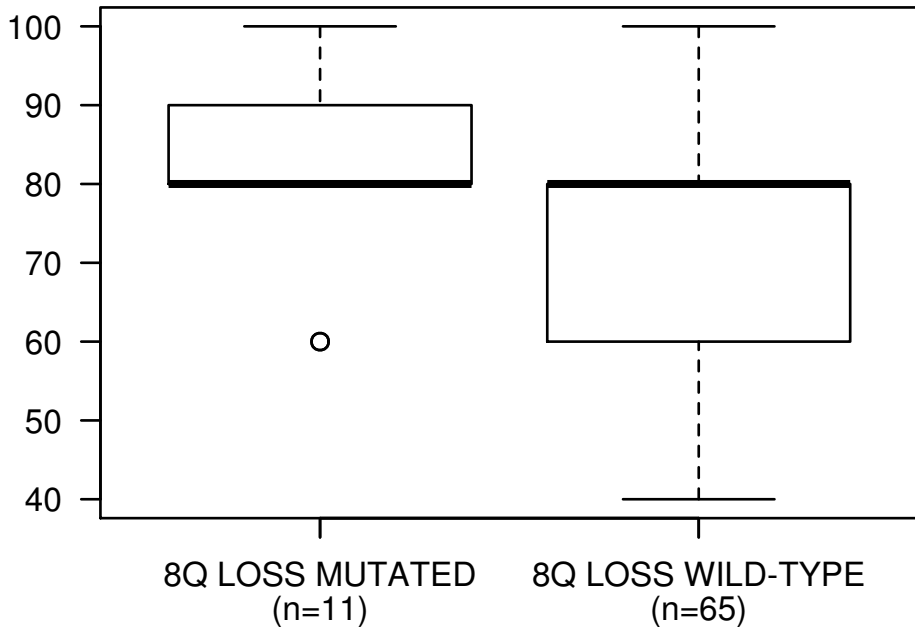 100
90
80
70
60
50
40
8Q LOSS MUTATED
(n=11)
8Q LOSS WILD-TYPE
(n=65)